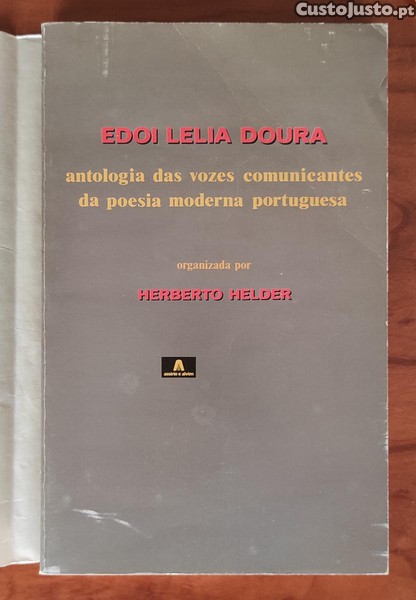 CustoJusto.pt
EDOI LELIA DOURA
antologia das vozes comunicantes
da poesia moderna portuguesa
organizada por
HERBERTO HELDER
assírio e alvim